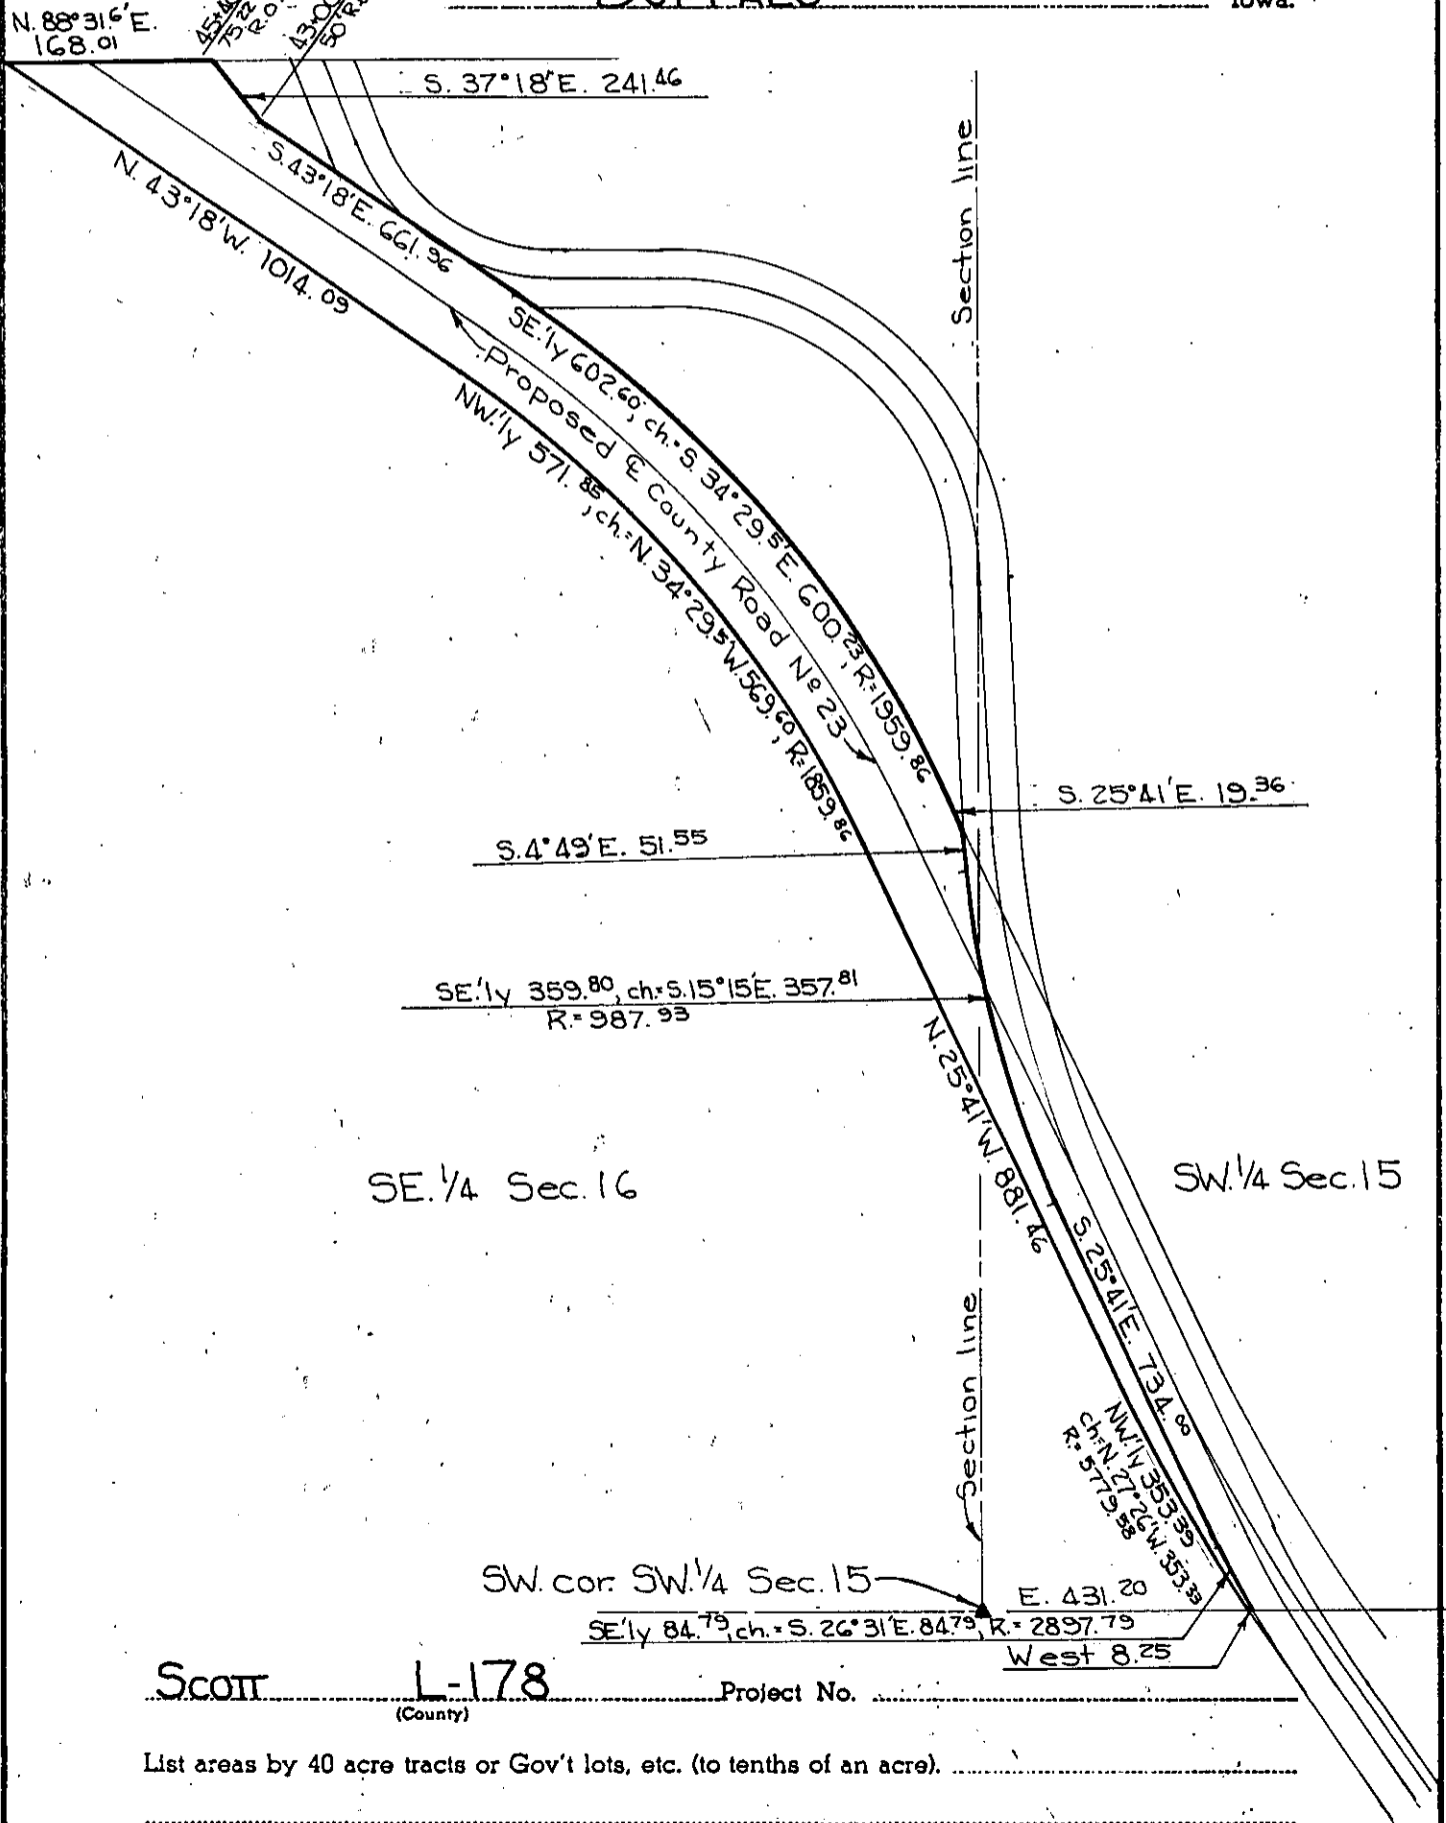 BUFFALO Iowa.
N. 88°31.6'E.
168.01
75.22
50'
S. 37°18'E. 241.46
S. 43°18'E. 661.96
N. 43°18'W. 1014.09
Section line
SE.'ly 602.60, ch.= S. 34°29.5'E. 600.23, R.=1959.86
Proposed ℄ County Road Nº 23
NW.'ly 571.85, ch.= N. 34°29.5'W. 569.60, R.=1859.86
S. 25°41'E. 19.36
S. 4°49'E. 51.55
SE.'ly 359.80, ch.= S. 15°15'E. 357.81
R.= 987.93
N. 25°41'W. 881.46
SE. 1/4 Sec. 16
SW. 1/4 Sec. 15
S. 25°41'E. 734.00
Section line
NW.'ly 353.39
ch.= N. 27°26'W. 353.33
R.= 5779.58
SW. cor. SW. 1/4 Sec. 15
E. 431.20
SE'ly 84.79, ch. = S. 26°31'E. 84.79, R.= 2897.79
West 8.25
Scott L-178 Project No.
(County)
List areas by 40 acre tracts or Gov't lots, etc. (to tenths of an acre).